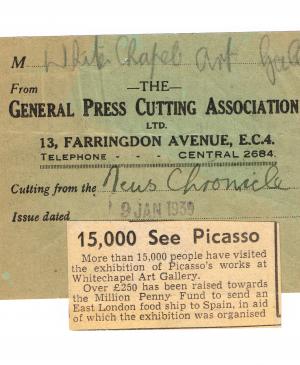 M White Chapel Art Gall
From —THE—
GENERAL PRESS CUTTING ASSOCIATION
LTD.
13, FARRINGDON AVENUE, E.C.4.
TELEPHONE - - - CENTRAL 2684.
Cutting from the News Chronicle
Issue dated 9 JAN 1939
15,000 See Picasso
More than 15,000 people have visited
the exhibition of Picasso's works at
Whitechapel Art Gallery.
Over £250 has been raised towards
the Million Penny Fund to send an
East London food ship to Spain, in aid
of which the exhibition was organised